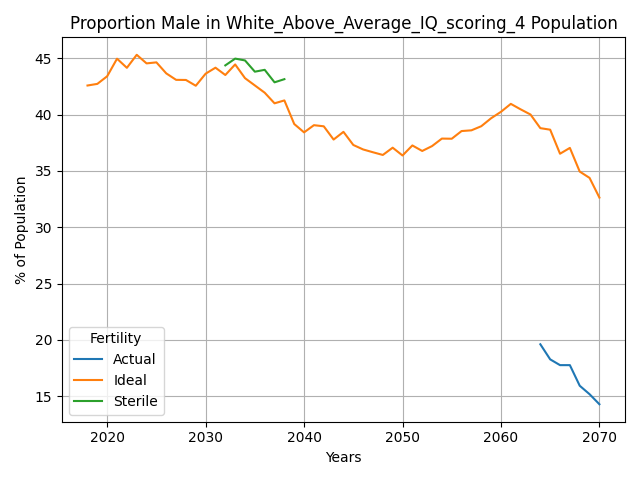 Proportion Male in White_Above_Average_IQ_scoring_4 Population
% of Population
45
40
35
30
25
20
15
Fertility
Actual
Ideal
Sterile
2020 2030 2040 2050 2060 2070
Years